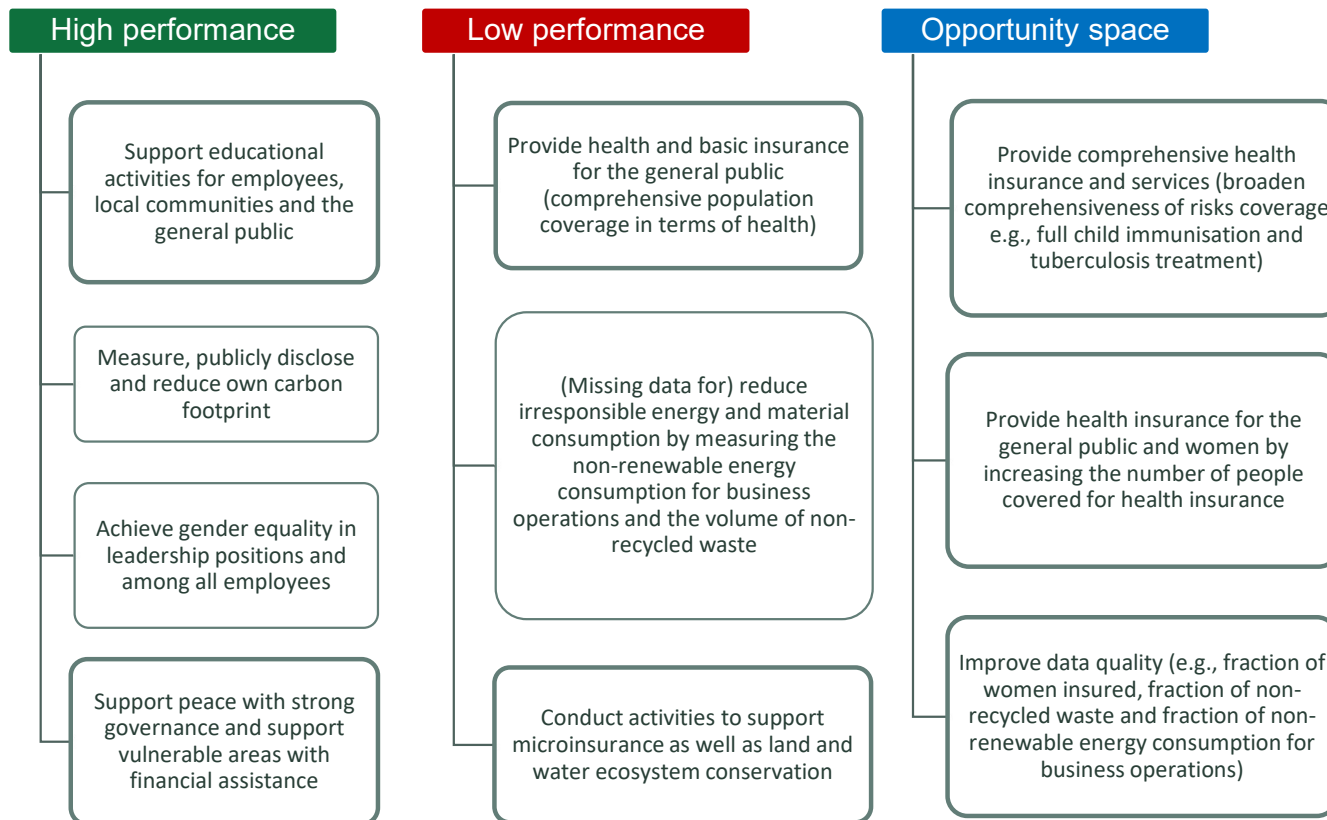 High performance
Support educational
activities for employees,
local communities and the
general public
Measure, publicly disclose
and reduce own carbon
footprint
Achieve gender equality in
leadership positions and
among all employees
Support peace with strong
governance and support
vulnerable areas with
financial assistance
Low performance
Provide health and basic insurance
for the general public
(comprehensive population
coverage in terms of health)
(Missing data for) reduce
irresponsible energy and material
consumption by measuring the
non-renewable energy
consumption for business
operations and the volume of non-
recycled waste
Conduct activities to support
microinsurance as well as land and
water ecosystem conservation
Opportunity space
Provide comprehensive health
insurance and services (broaden
comprehensiveness of risks coverage
e.g., full child immunisation and
tuberculosis treatment)
Provide health insurance for the
general public and women by
increasing the number of people
covered for health insurance
Improve data quality (e.g., fraction of
women insured, fraction of non-
recycled waste and fraction of non-
renewable energy consumption for
business operations)